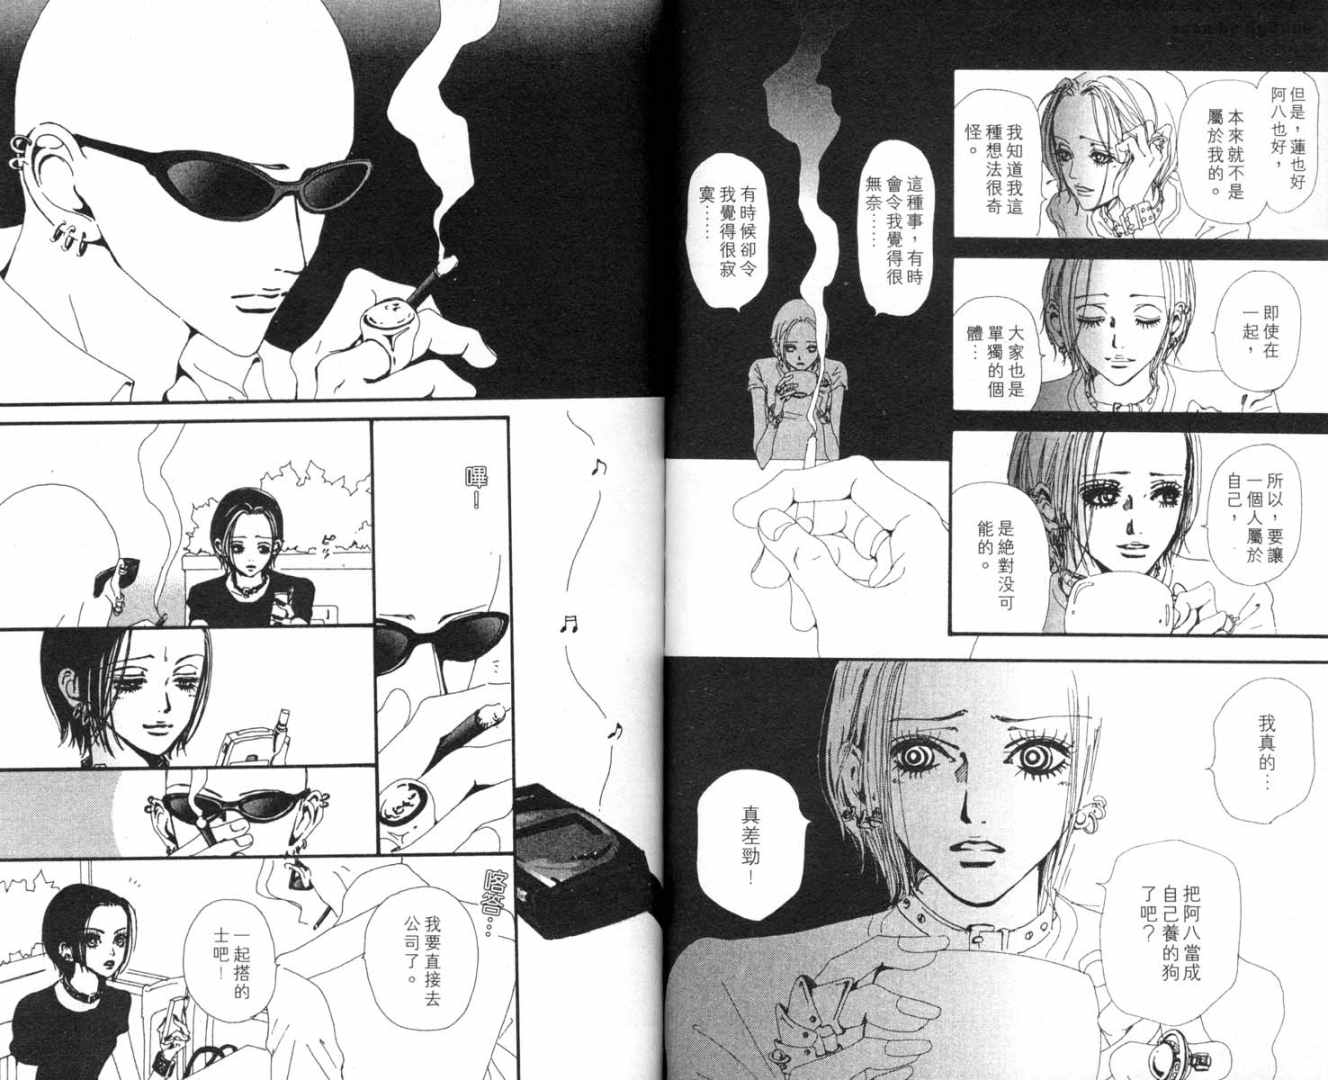 但是，蓮也好
阿八也好，
本來就不是
屬於我的。
我知道我這
種想法很奇
怪。
即使在
一起，
大家也是
單獨的個
體…
所以，要讓
一個人屬於
自己，
是絕對没可
能的。
這種事，有時
會令我覺得很
無奈……
有時候卻令
我覺得很寂
寞……
我真的…
把阿八當成
自己養的狗
了吧？
真差勁！
嗶！
ピッ
喀答…
我要直接去
公司了。
一起搭的
士吧！